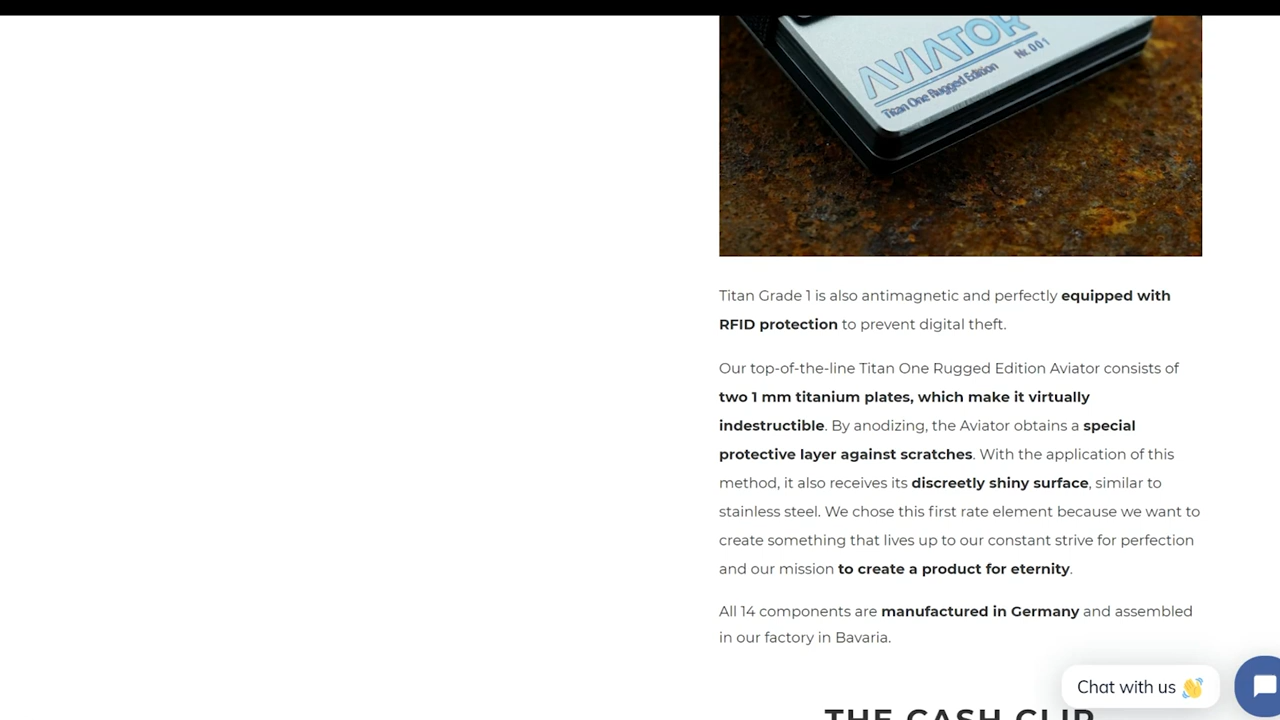 AVIATOR
Titan One Rugged Edition Nr. 001
Titan Grade 1 is also antimagnetic and perfectly equipped with
RFID protection to prevent digital theft.
Our top-of-the-line Titan One Rugged Edition Aviator consists of
two 1 mm titanium plates, which make it virtually
indestructible. By anodizing, the Aviator obtains a special
protective layer against scratches. With the application of this
method, it also receives its discreetly shiny surface, similar to
stainless steel. We chose this first rate element because we want to
create something that lives up to our constant strive for perfection
and our mission to create a product for eternity.
All 14 components are manufactured in Germany and assembled
in our factory in Bavaria.
Chat with us 👋
THE CASH CLIP